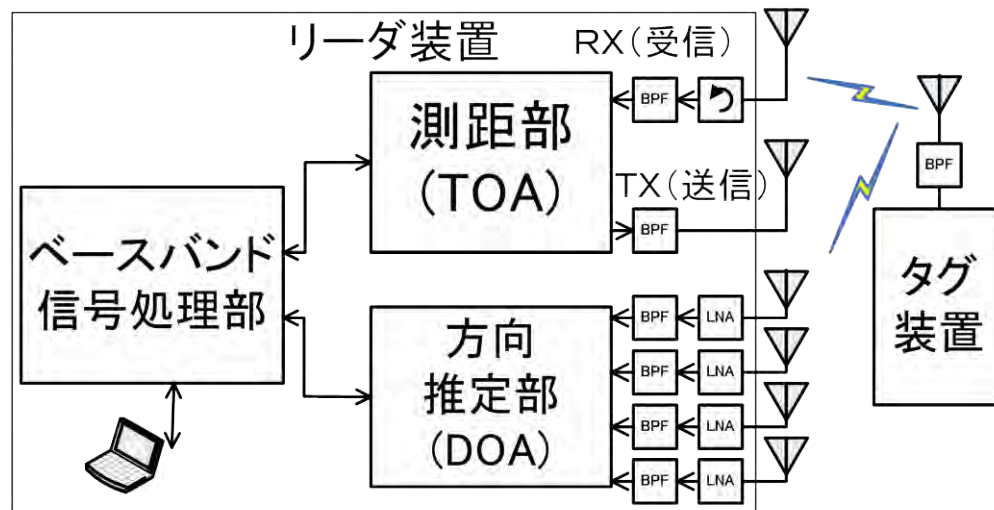 リーダ装置
RX(受信)
BPF
測距部
(TOA)
TX(送信)
BPF
BPF
タグ
装置
ベースバンド
信号処理部
方向
推定部
(DOA)
BPF LNA
BPF LNA
BPF LNA
BPF LNA